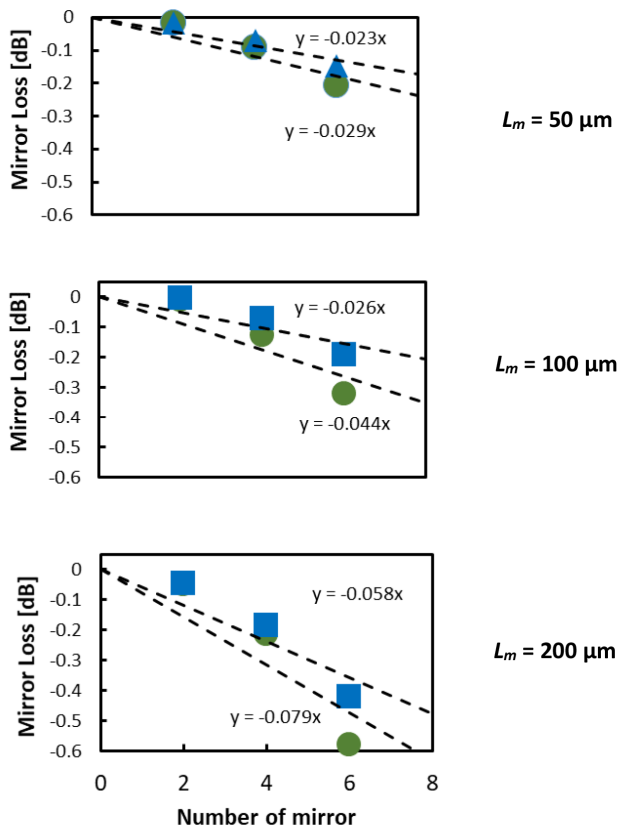 0
-0.1
-0.2
-0.3
-0.4
-0.5
-0.6
Mirror Loss [dB]
y = -0.023x
y = -0.029x
Lm = 50 µm
0
-0.1
-0.2
-0.3
-0.4
-0.5
-0.6
Mirror Loss [dB]
y = -0.026x
y = -0.044x
Lm = 100 µm
0
-0.1
-0.2
-0.3
-0.4
-0.5
-0.6
Mirror Loss [dB]
y = -0.058x
y = -0.079x
Lm = 200 µm
0 2 4 6 8
Number of mirror